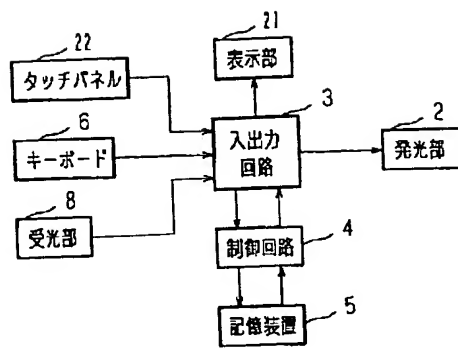 22
タッチパネル
21
表示部
6
キーボード
3
入出力
回路
2
発光部
8
受光部
制御回路
4
記憶装置
5